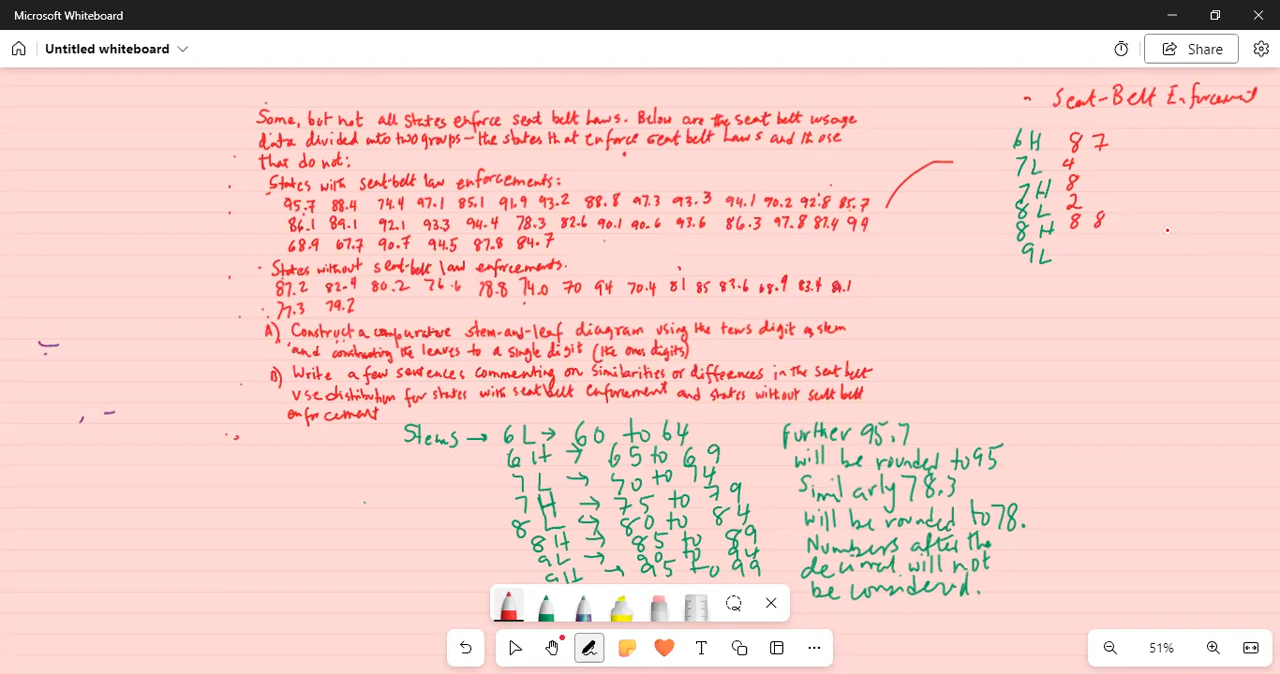 Microsoft Whiteboard
Untitled whiteboard
Share
Some, but not all states enforce seat belt laws. Below are the seat belt usage
data divided into two groups - the states that enforce seat belt laws and those
that do not:
States with seat-belt law enforcements:
95.7 88.4 74.4 97.1 85.1 91.9 93.2 88.8 97.3 93.3 94.1 90.2 92.8 85.7
86.1 89.1 92.1 93.3 94.4 78.3 82.6 90.1 90.6 93.6 86.3 97.8 87.4 94
68.9 67.7 90.7 94.5 87.8 84.7
States without seat-belt law enforcements.
87.2 82.4 80.2 76.6 78.8 74.0 70 94 70.4 81 85 83.6 68.9 83.4 84.1
77.3 79.2
A) Construct a comparative stem-and-leaf diagram using the tens digit as stem
and constructing the leaves to a single digit (the ones digits)
B) Write a few sentences commenting on similarities or differences in the seat belt
use distribution for states with seat belt enforcement and states without seat belt
enforcement
Stems → 6L → 60 to 64
6H → 65 to 69
7L → 70 to 74
7H → 75 to 79
8L → 80 to 84
8H → 85 to 89
9L → 90 to 94
9H → 95 to 99
Further 95.7
will be rounded to 95
Similarly 78.3
will be rounded to 78.
Numbers after the
decimal will not
be considered.
Seat-Belt Enforcement
6H 8 7
7L 4
7H 8
8L 2
8H 8 8
9L
51%